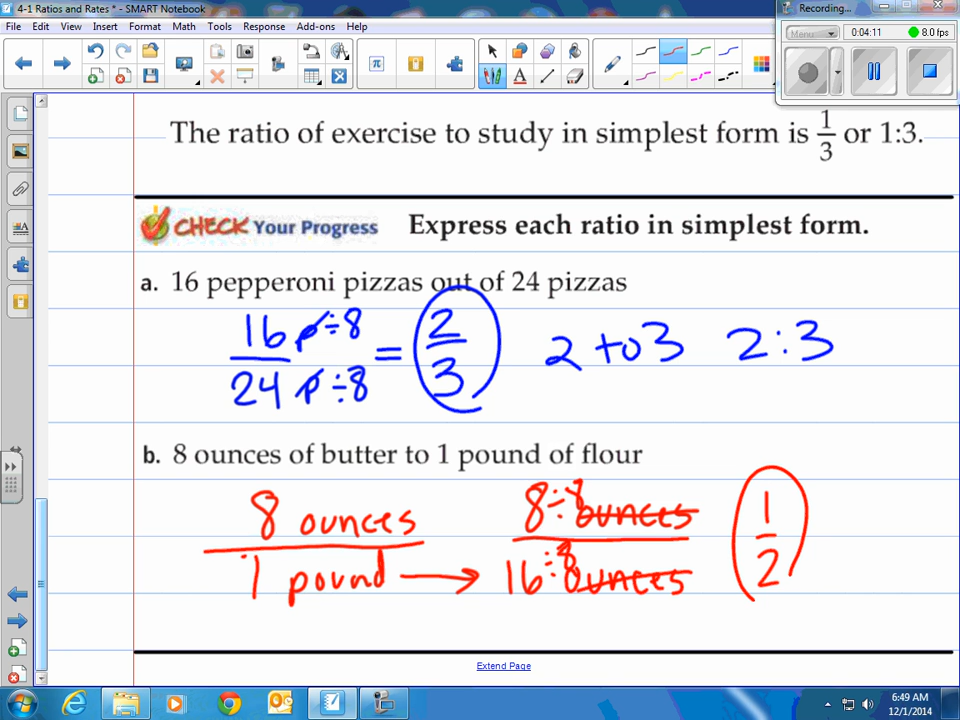 4-1 Ratios and Rates * - SMART Notebook
Recording...
File Edit View Insert Format Math Tools Response Add-ons Help
Menu 0:04:11 8.0 fps
The ratio of exercise to study in simplest form is 1/3 or 1:3.
CHECK Your Progress Express each ratio in simplest form.
a. 16 pepperoni pizzas out of 24 pizzas
16 p ÷8
24 p ÷8
= 2/3 2 to 3 2:3
b. 8 ounces of butter to 1 pound of flour
8 ounces 8 ÷8 ounces 1
1 pound → 16 ÷8 ounces 2
Extend Page
6:49 AM
12/1/2014